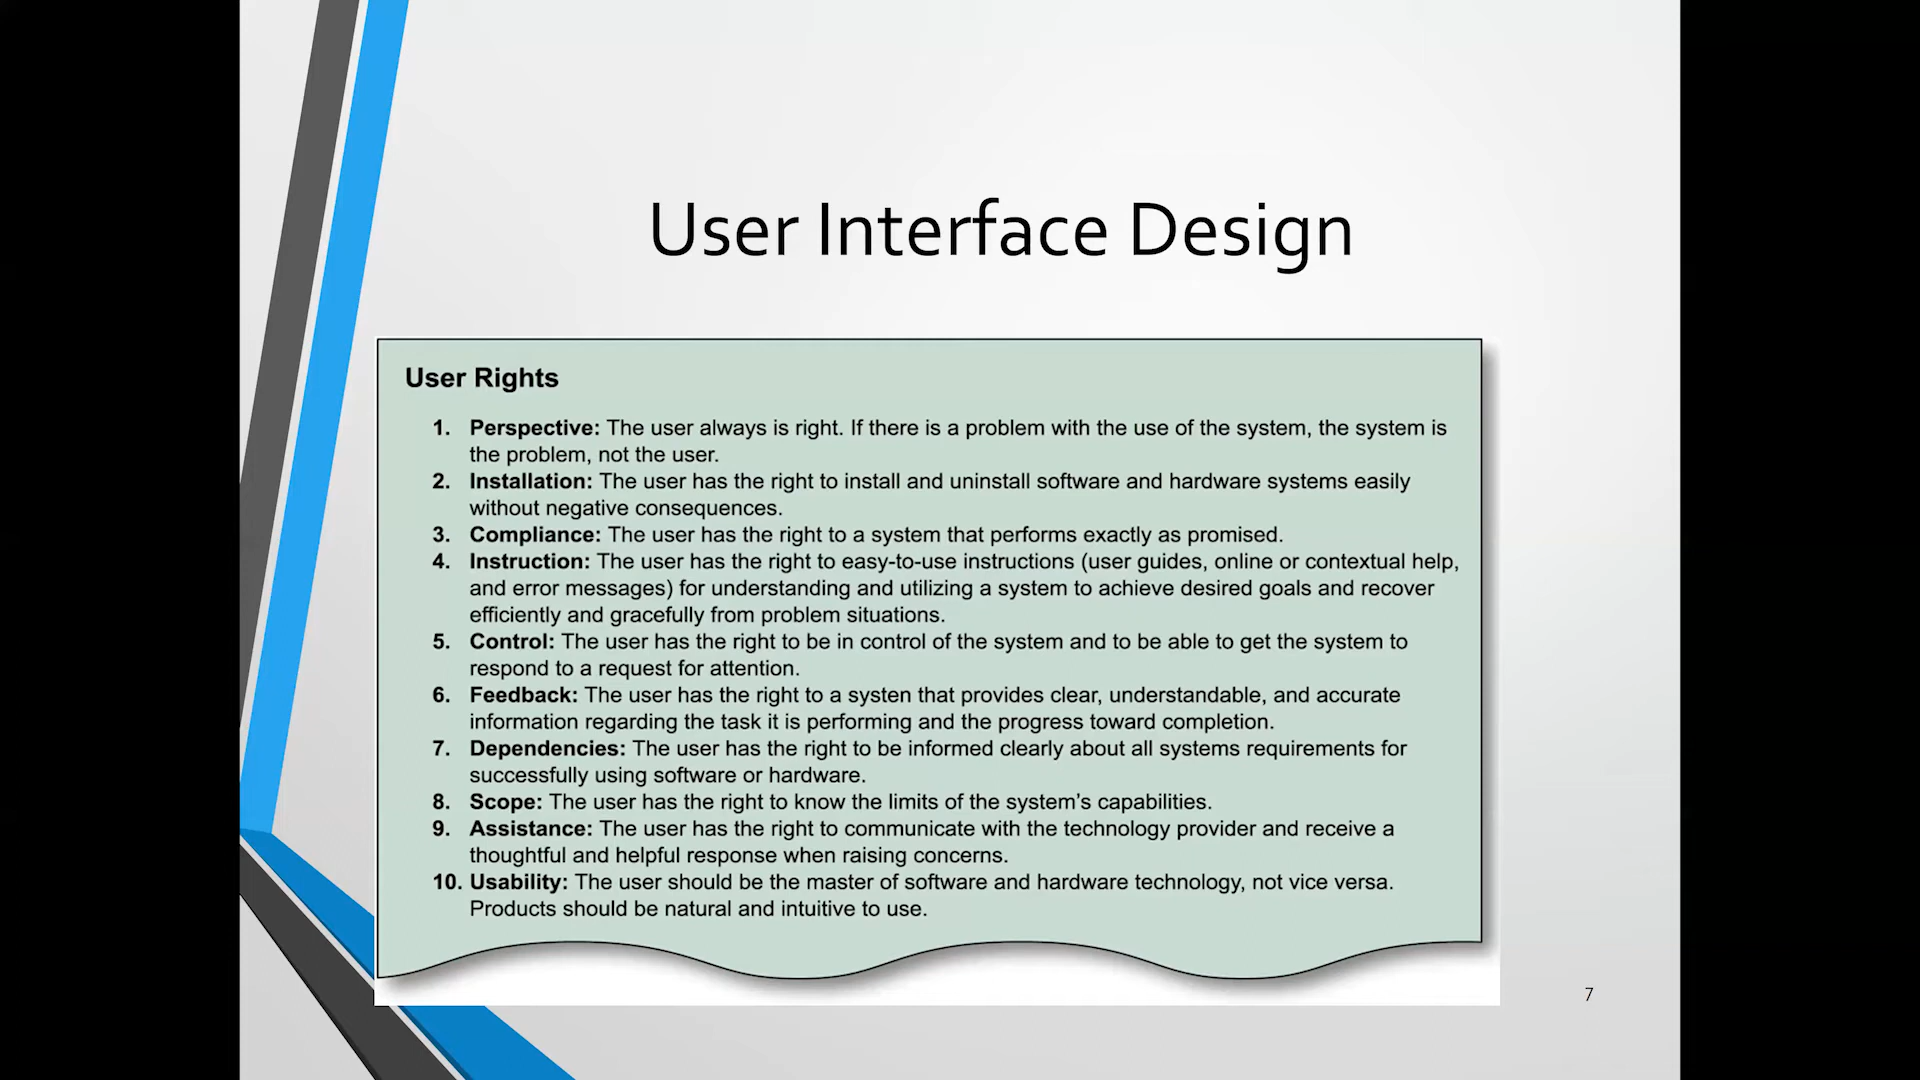 User Interface Design
User Rights
1. Perspective: The user always is right. If there is a problem with the use of the system, the system is
the problem, not the user.
2. Installation: The user has the right to install and uninstall software and hardware systems easily
without negative consequences.
3. Compliance: The user has the right to a system that performs exactly as promised.
4. Instruction: The user has the right to easy-to-use instructions (user guides, online or contextual help,
and error messages) for understanding and utilizing a system to achieve desired goals and recover
efficiently and gracefully from problem situations.
5. Control: The user has the right to be in control of the system and to be able to get the system to
respond to a request for attention.
6. Feedback: The user has the right to a systen that provides clear, understandable, and accurate
information regarding the task it is performing and the progress toward completion.
7. Dependencies: The user has the right to be informed clearly about all systems requirements for
successfully using software or hardware.
8. Scope: The user has the right to know the limits of the system’s capabilities.
9. Assistance: The user has the right to communicate with the technology provider and receive a
thoughtful and helpful response when raising concerns.
10. Usability: The user should be the master of software and hardware technology, not vice versa.
Products should be natural and intuitive to use.
7